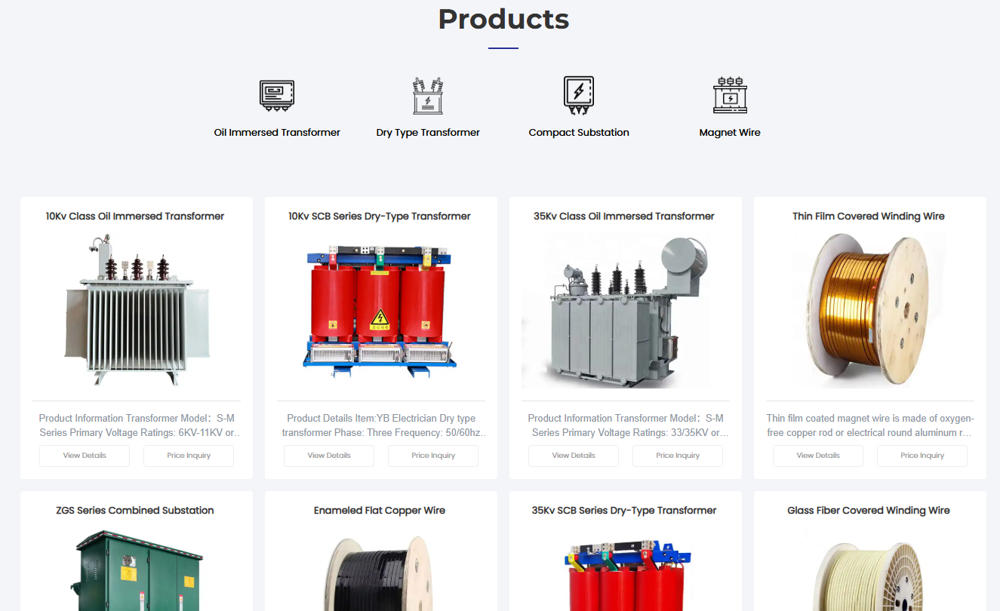 Products
Oil Immersed Transformer
Dry Type Transformer
Compact Substation
Magnet Wire
10Kv Class Oil Immersed Transformer
Product Information Transformer Model：S-M
Series Primary Voltage Ratings: 6KV-11KV or..
View Details
Price Inquiry
10Kv SCB Series Dry-Type Transformer
Product Details Item:YB Electrician Dry type
transformer Phase: Three Frequency: 50/60hz..
View Details
Price Inquiry
35Kv Class Oil Immersed Transformer
Product Information Transformer Model：S-M
Series Primary Voltage Ratings: 33/35KV or...
View Details
Price Inquiry
Thin Film Covered Winding Wire
Thin film coated magnet wire is made of oxygen-
free copper rod or electrical round aluminum r...
View Details
Price Inquiry
ZGS Series Combined Substation
Enameled Flat Copper Wire
35Kv SCB Series Dry-Type Transformer
Glass Fiber Covered Winding Wire